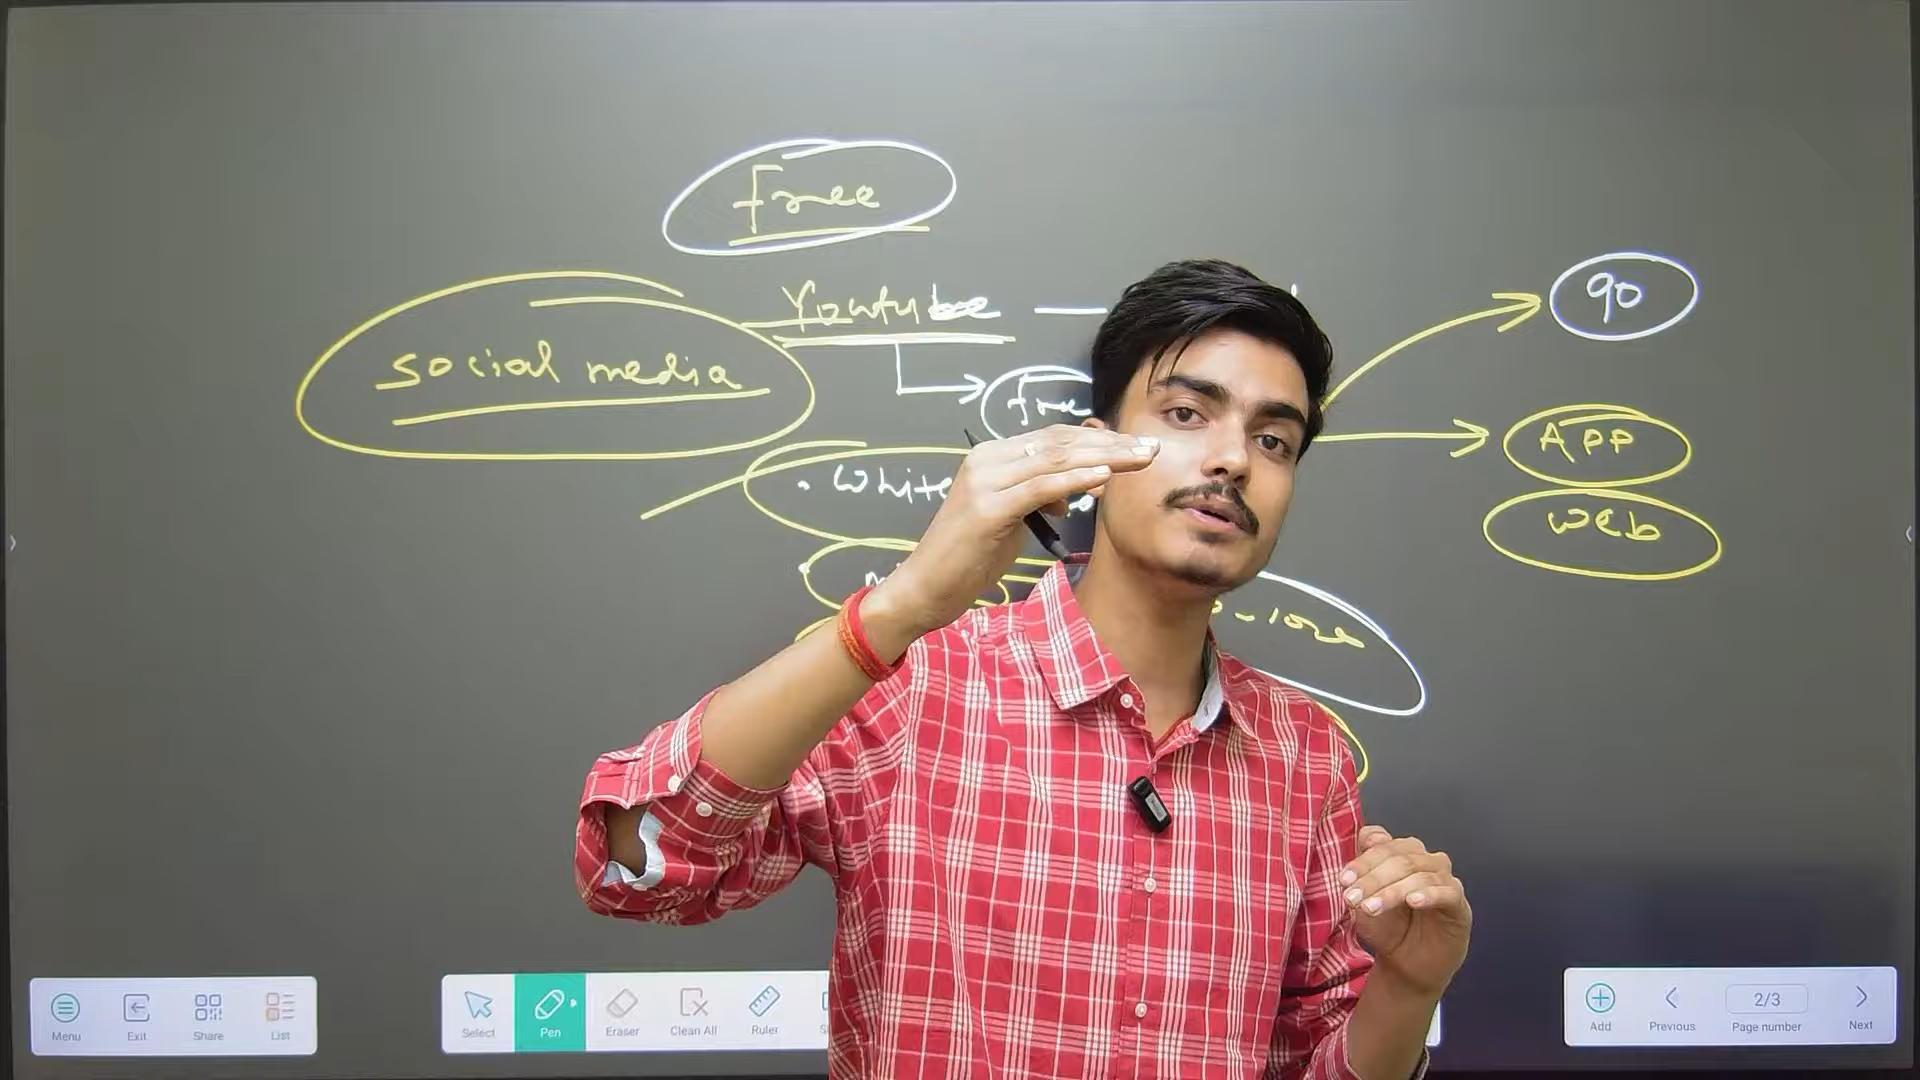 Free
Youtube
90
social media
Free
APP
. White
web
Menu
Exit
Share
List
Select
Pen
Eraser
Clean All
Ruler
Add
Previous
2/3
Page number
Next